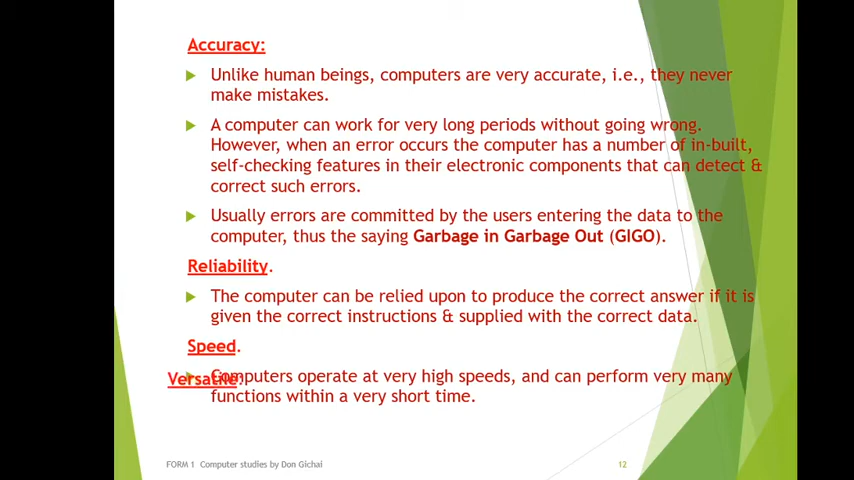 Accuracy:
Unlike human beings, computers are very accurate, i.e., they never
make mistakes.
A computer can work for very long periods without going wrong.
However, when an error occurs the computer has a number of in-built,
self-checking features in their electronic components that can detect &
correct such errors.
Usually errors are committed by the users entering the data to the
computer, thus the saying Garbage in Garbage Out (GIGO).
Reliability.
The computer can be relied upon to produce the correct answer if it is
given the correct instructions & supplied with the correct data.
Speed.
Versatile:
Computers operate at very high speeds, and can perform very many
functions within a very short time.
FORM 1 Computer studies by Don Gichai
12